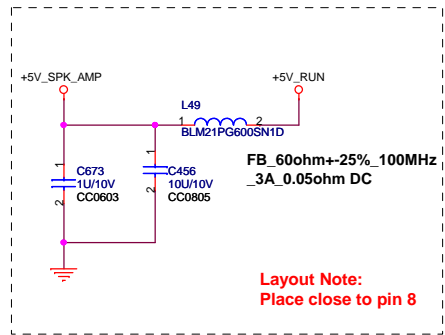 +5V_SPK_AMP
+5V_RUN
L49
1
2
BLM21PG600SN1D
FB_60ohm+-25%_100MHz
_3A_0.05ohm DC
1
2
C673
1U/10V
CC0603
1
2
C456
10U/10V
CC0805
Layout Note:
Place close to pin 8